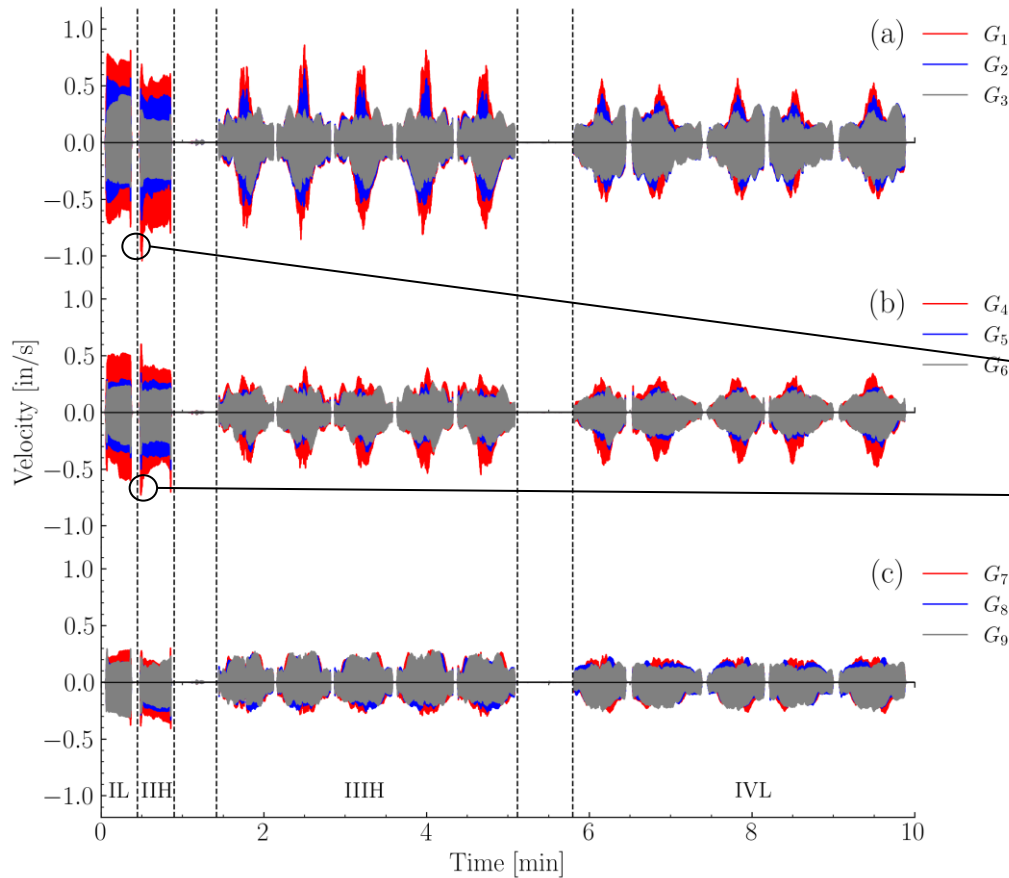 1.0
0.5
0.0
−0.5
−1.0
(a)
G₁
G₂
G₃
1.0
0.5
0.0
−0.5
−1.0
(b)
G₄
G₅
G₆
1.0
0.5
0.0
−0.5
−1.0
(c)
G₇
G₈
G₉
Velocity [in/s]
IL IIH IIIH IVL
0 2 4 6 8 10
Time [min]